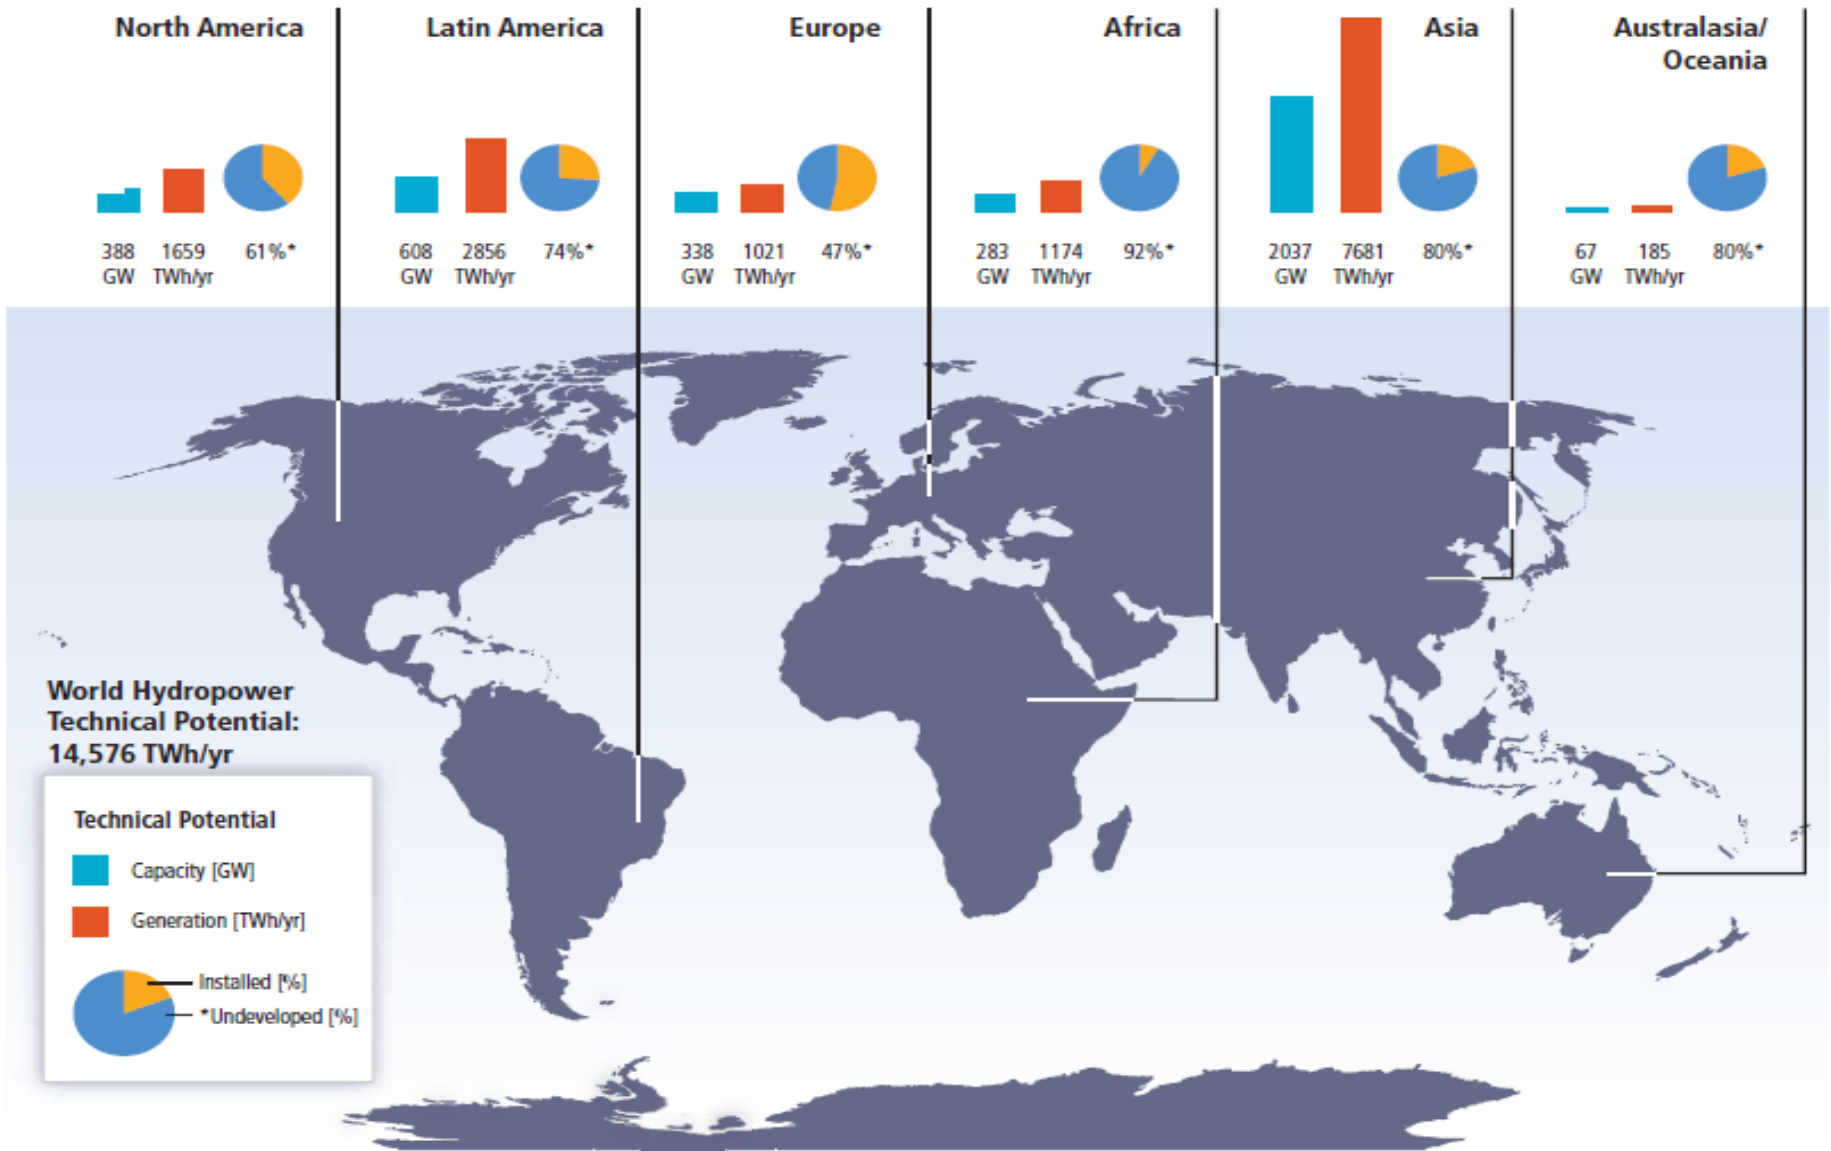 North America
Latin America
Europe
Africa
Asia
Australasia/
Oceania
388
GW
1659
TWh/yr
61%*
608
GW
2856
TWh/yr
74%*
338
GW
1021
TWh/yr
47%*
283
GW
1174
TWh/yr
92%*
2037
GW
7681
TWh/yr
80%*
67
GW
185
TWh/yr
80%*
World Hydropower
Technical Potential:
14,576 TWh/yr
Technical Potential
Capacity [GW]
Generation [TWh/yr]
Installed [%]
*Undeveloped [%]